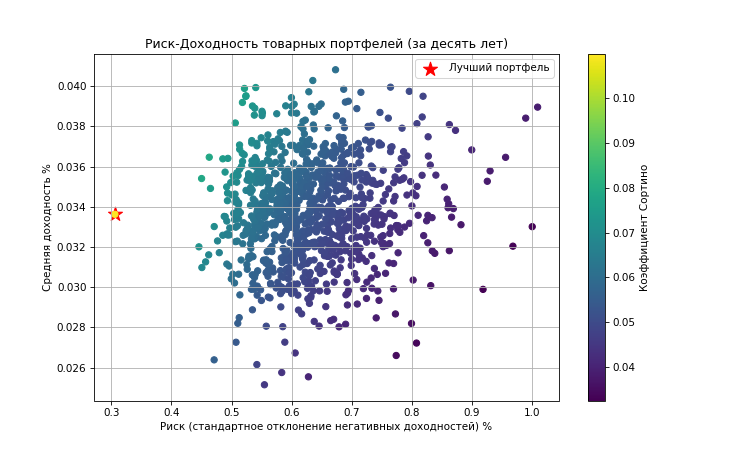 Риск-Доходность товарных портфелей (за десять лет)
Лучший портфель
Средняя доходность %
0.040
0.038
0.036
0.034
0.032
0.030
0.028
0.026
0.3 0.4 0.5 0.6 0.7 0.8 0.9 1.0
Риск (стандартное отклонение негативных доходностей) %
0.10
0.09
0.08
0.07
0.06
0.05
0.04
Коэффициент Сортино